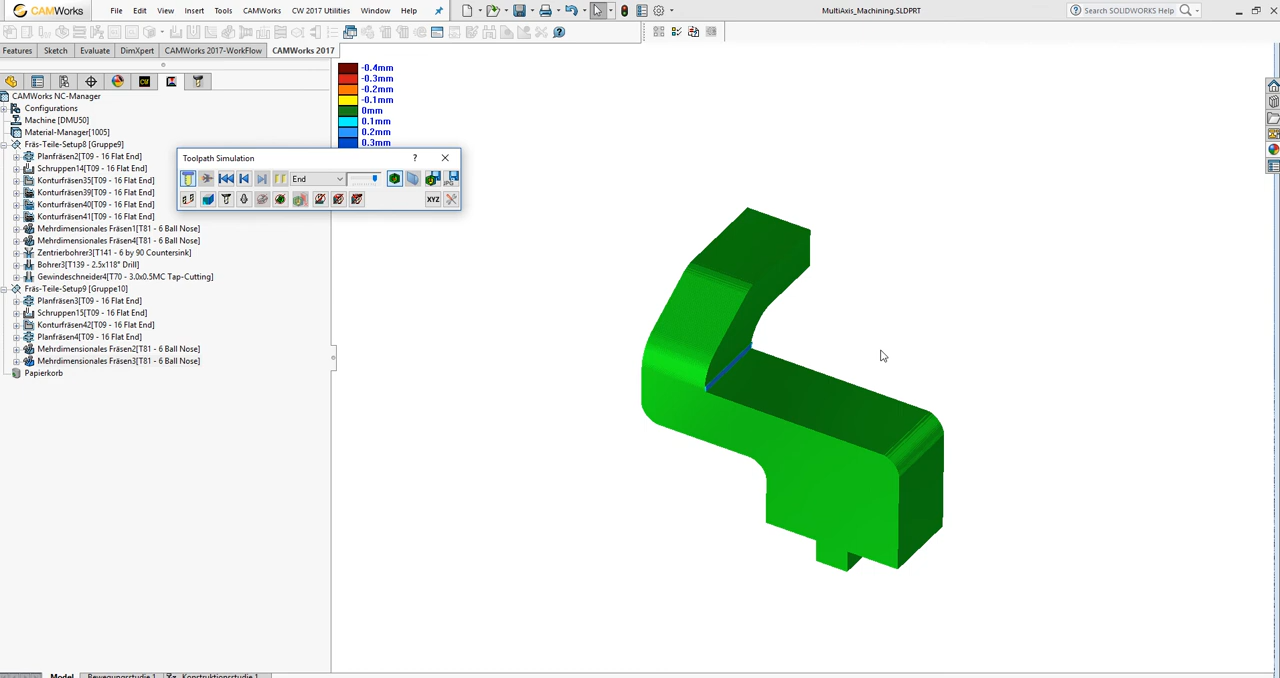 CAMWorks File Edit View Insert Tools CAMWorks CW 2017 Utilities Window Help MultiAxis_Machining.SLDPRT Search SOLIDWORKS Help
Features Sketch Evaluate DimXpert CAMWorks 2017-WorkFlow CAMWorks 2017
CAMWorks NC-Manager
Configurations
Machine [DMU50]
Material-Manager[1005]
Fräs-Teile-Setup8 [Gruppe9]
Planfräsen2[T09 - 16 Flat End]
Schruppen14[T09 - 16 Flat End]
Konturfräsen35[T09 - 16 Flat End]
Konturfräsen39[T09 - 16 Flat End]
Konturfräsen40[T09 - 16 Flat End]
Konturfräsen41[T09 - 16 Flat End]
Mehrdimensionales Fräsen1[T81 - 6 Ball Nose]
Mehrdimensionales Fräsen4[T81 - 6 Ball Nose]
Zentrierbohrer3[T141 - 6 by 90 Countersink]
Bohrer3[T139 - 2.5x118° Drill]
Gewindeschneider4[T70 - 3.0x0.5MC Tap-Cutting]
Fräs-Teile-Setup9 [Gruppe10]
Planfräsen3[T09 - 16 Flat End]
Schruppen15[T09 - 16 Flat End]
Konturfräsen42[T09 - 16 Flat End]
Planfräsen4[T09 - 16 Flat End]
Mehrdimensionales Fräsen2[T81 - 6 Ball Nose]
Mehrdimensionales Fräsen3[T81 - 6 Ball Nose]
Papierkorb
-0.4mm
-0.3mm
-0.2mm
-0.1mm
0mm
0.1mm
0.2mm
0.3mm
Toolpath Simulation ?
End
JPG
XYZ
Model Bewegungsstudie 1 Konstruktionsstudie 1